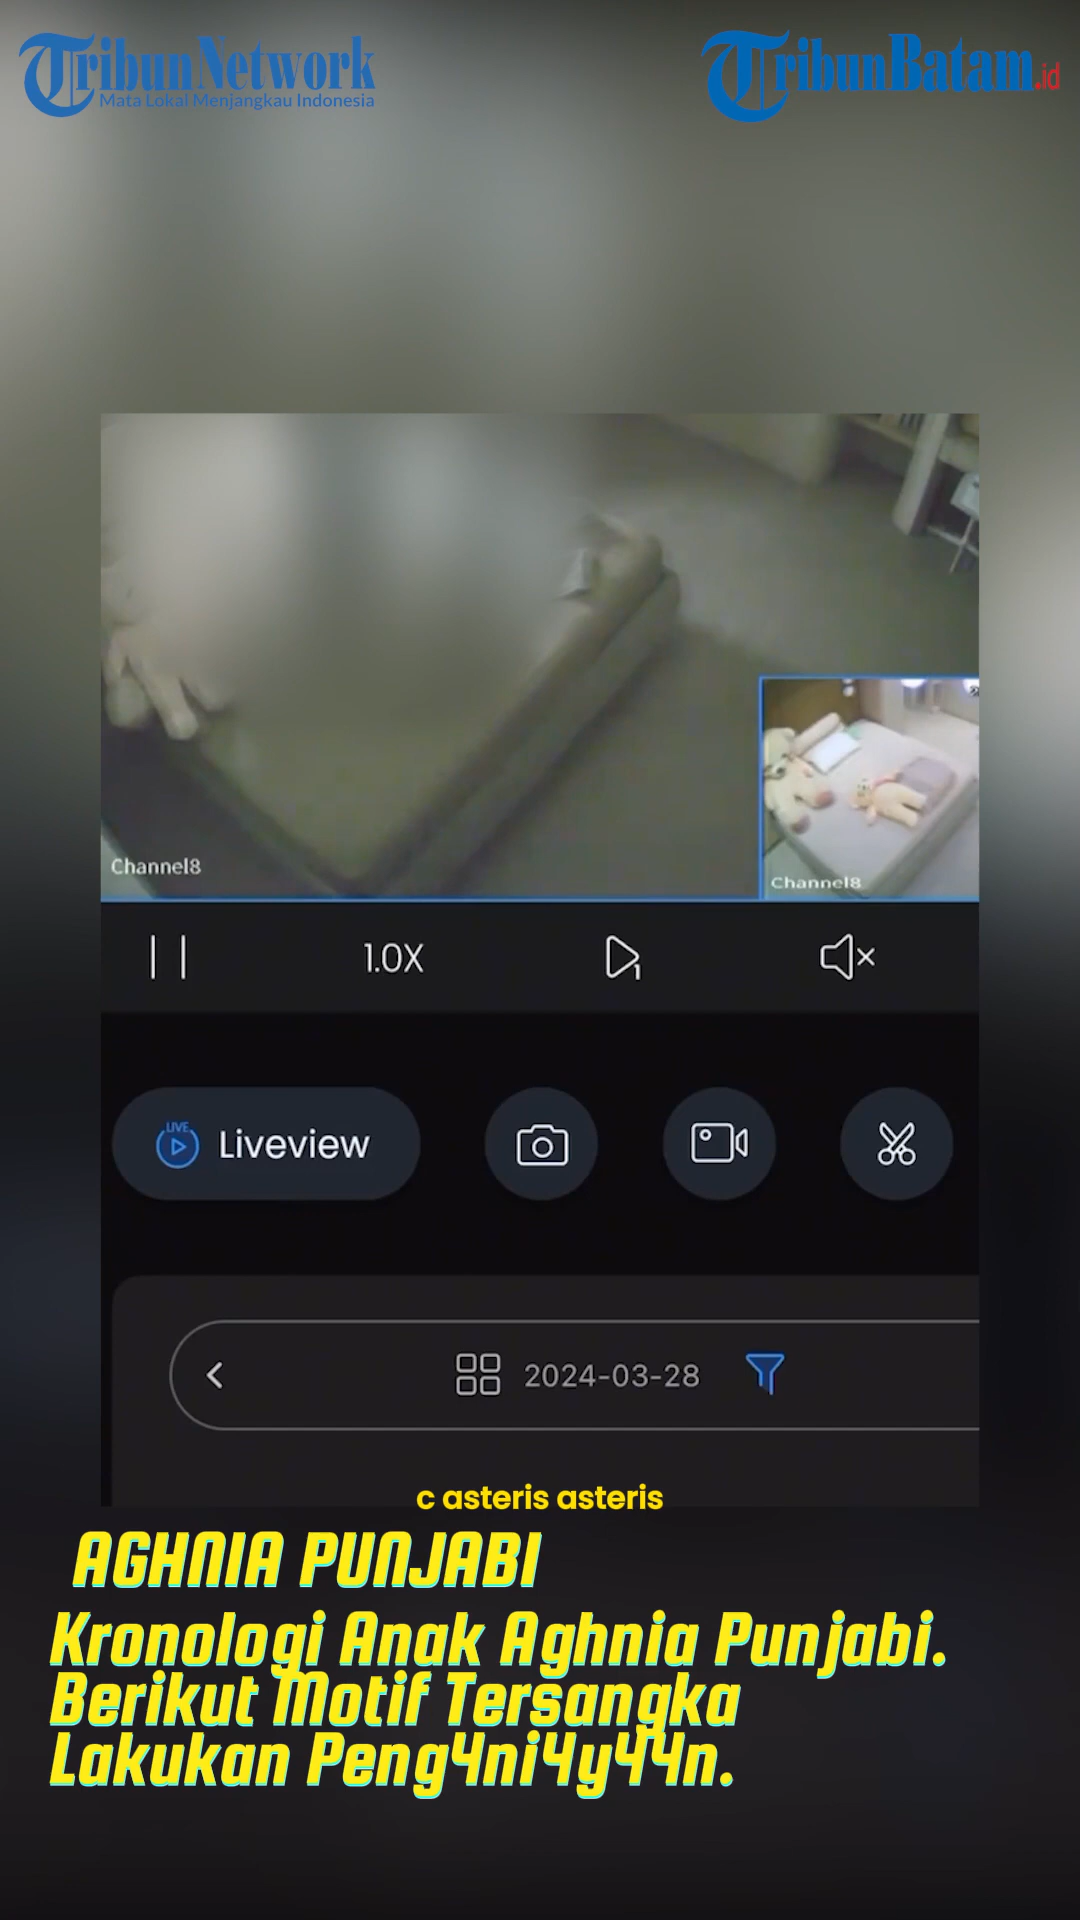 TribunNetwork
Mata Lokal Menjangkau Indonesia
TribunBatam.id
Channel8
Channel8
1.0X
LIVE
Liveview
2024-03-28
c asteris asteris
AGHNIA PUNJABI
Kronologi Anak Aghnia Punjabi.
Berikut Motif Tersangka
Lakukan Peng4ni4y44n.